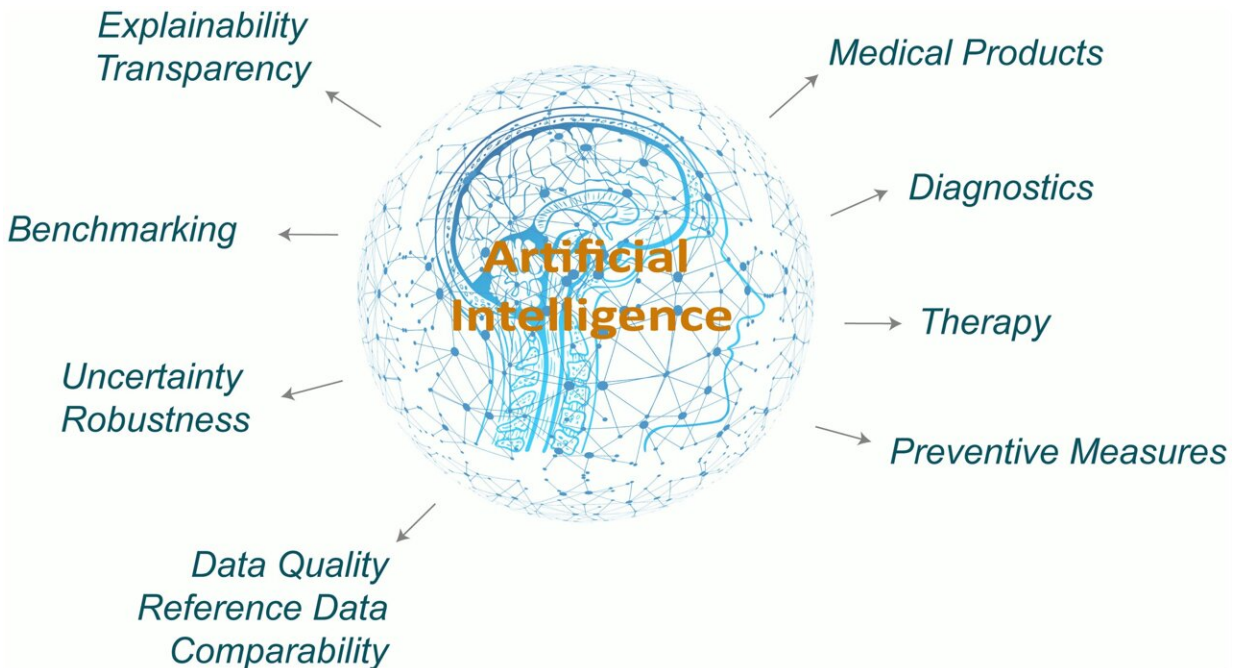 Explainability
Transparency
Medical Products
Diagnostics
Benchmarking
Artificial
Intelligence
Therapy
Uncertainty
Robustness
Preventive Measures
Data Quality
Reference Data
Comparability